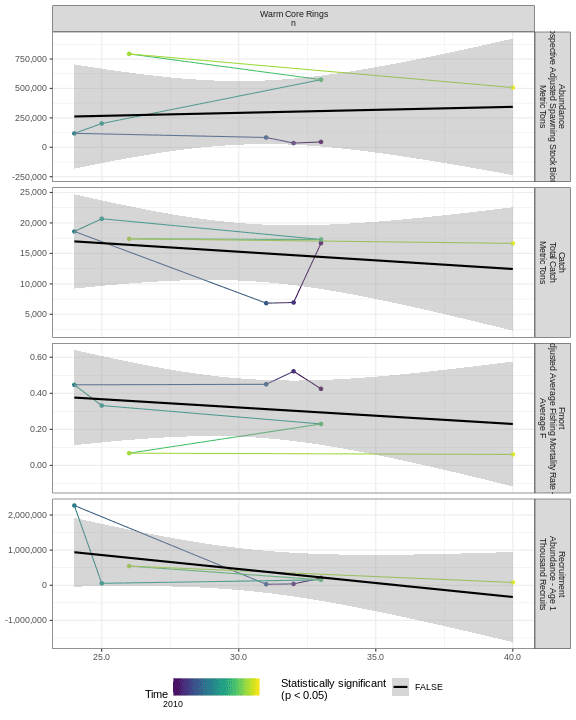 Warm Core Rings
n
750,000
500,000
250,000
0
-250,000
Abundance
Adjusted Spawning Stock
Metric Tons
25,000
20,000
15,000
10,000
5,000
Catch
Total Catch
Metric Tons
0.60
0.40
0.20
0.00
Fmort
Average Fishing Mortality Rate -
Average F
2,000,000
1,000,000
0
-1,000,000
Recruitment
Abundance - Age 1
Thousand Recruits
25.0
30.0
35.0
40.0
Time
2010
Statistically significant
(p < 0.05)
FALSE